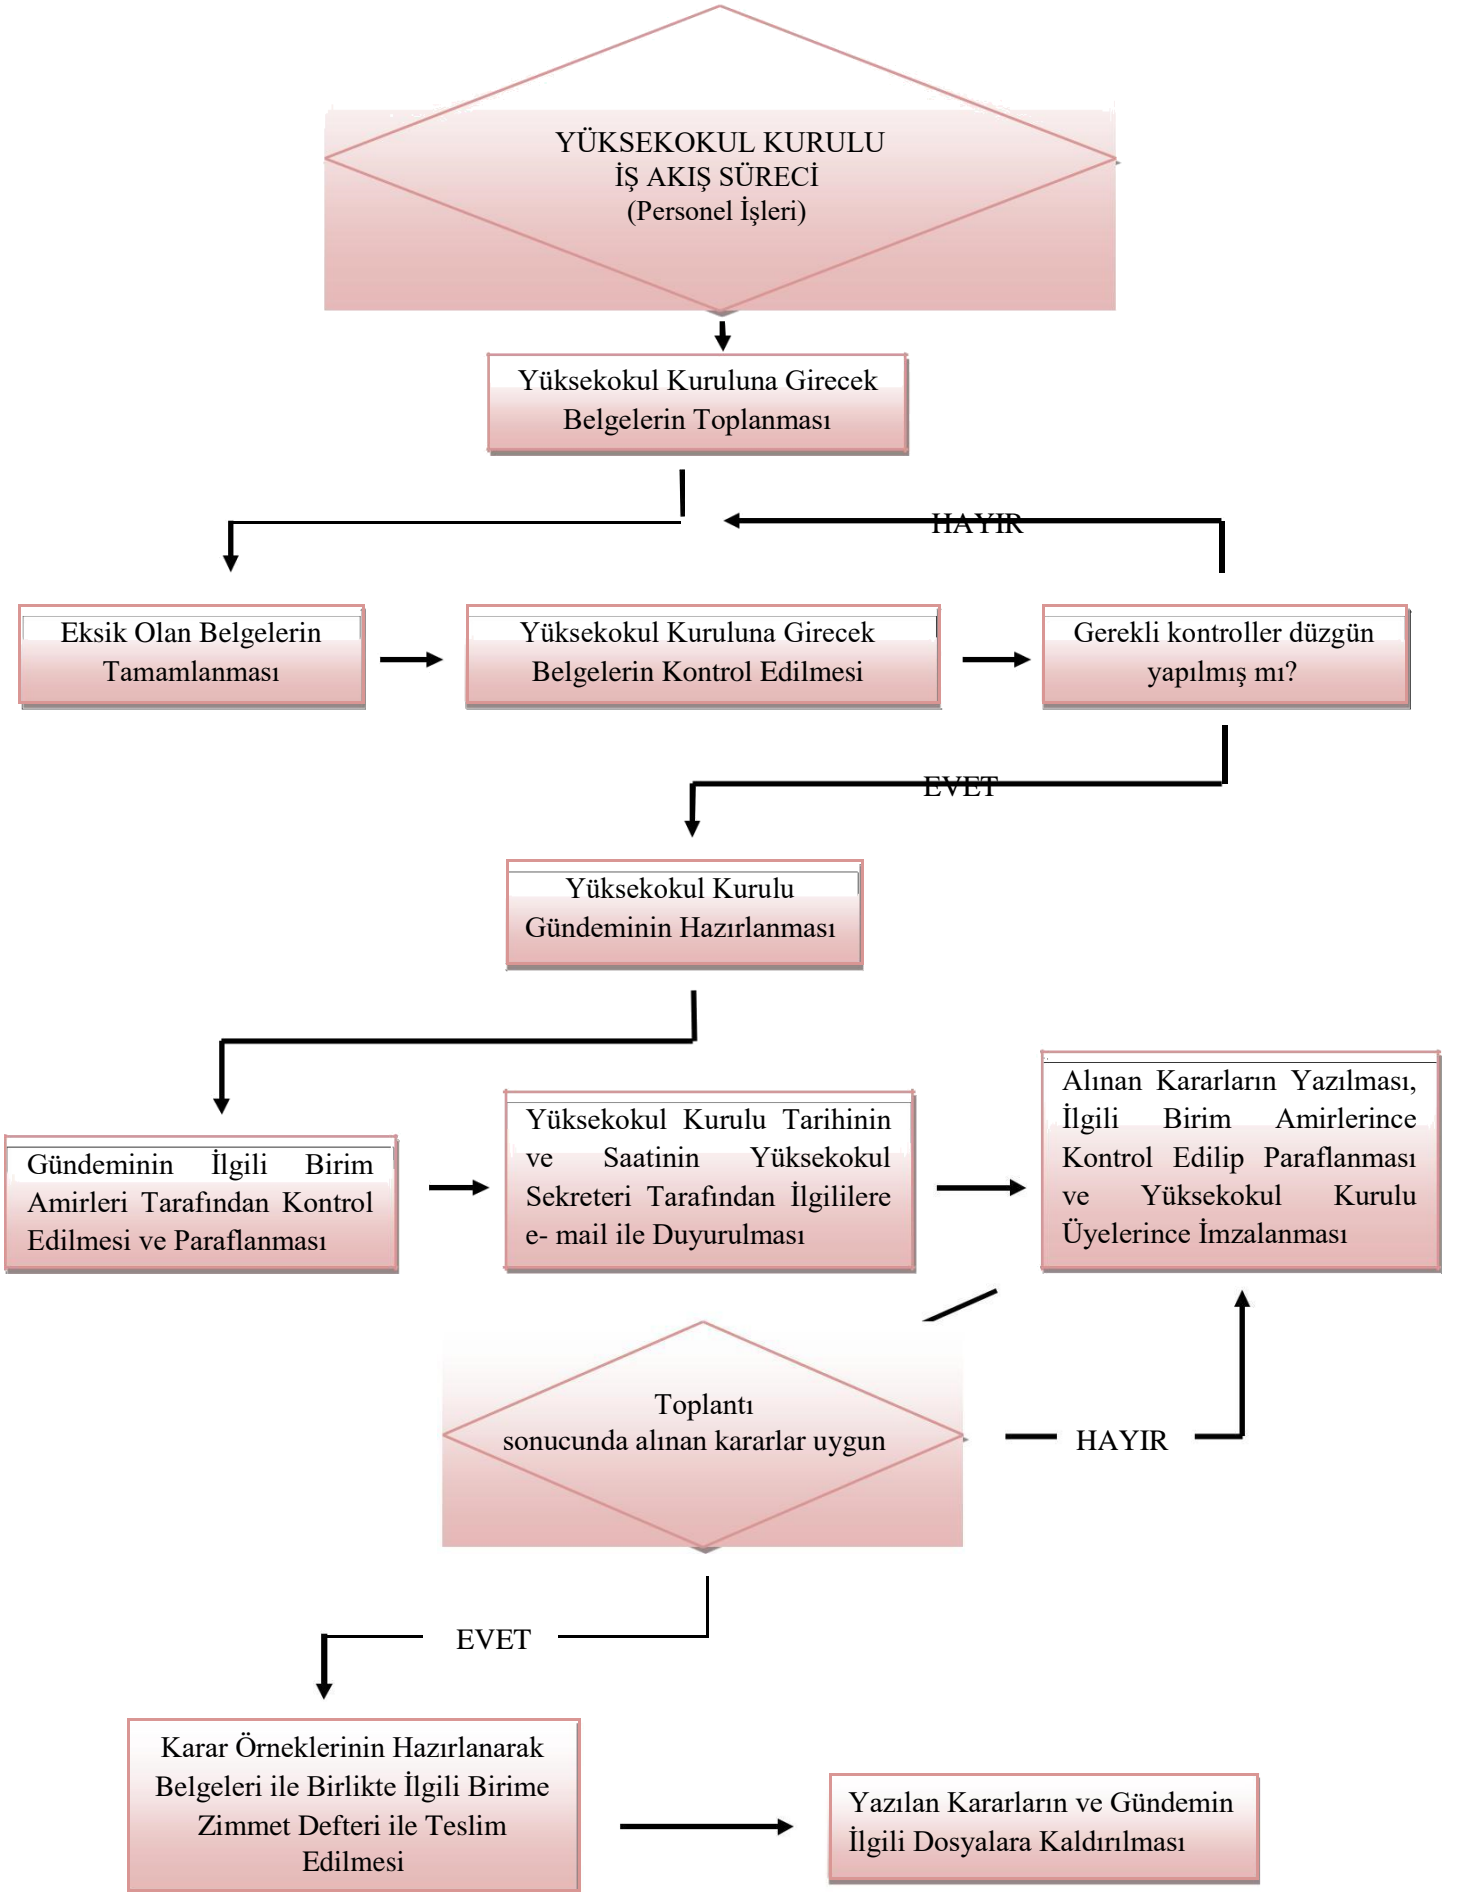 YÜKSEKOKUL KURULU
İŞ AKIŞ SÜRECİ
(Personel İşleri)
Yüksekokul Kuruluna Girecek
Belgelerin Toplanması
HAYIR
Eksik Olan Belgelerin
Tamamlanması
Yüksekokul Kuruluna Girecek
Belgelerin Kontrol Edilmesi
Gerekli kontroller düzgün
yapılmış mı?
EVET
Yüksekokul Kurulu
Gündeminin Hazırlanması
Gündeminin İlgili Birim
Amirleri Tarafından Kontrol
Edilmesi ve Paraflanması
Yüksekokul Kurulu Tarihinin
ve Saatinin Yüksekokul
Sekreteri Tarafından İlgililere
e- mail ile Duyurulması
Alınan Kararların Yazılması,
İlgili Birim Amirlerince
Kontrol Edilip Paraflanması
ve Yüksekokul Kurulu
Üyelerince İmzalanması
Toplantı
sonucunda alınan kararlar uygun
HAYIR
EVET
Karar Örneklerinin Hazırlanarak
Belgeleri ile Birlikte İlgili Birime
Zimmet Defteri ile Teslim
Edilmesi
Yazılan Kararların ve Gündemin
İlgili Dosyalara Kaldırılması